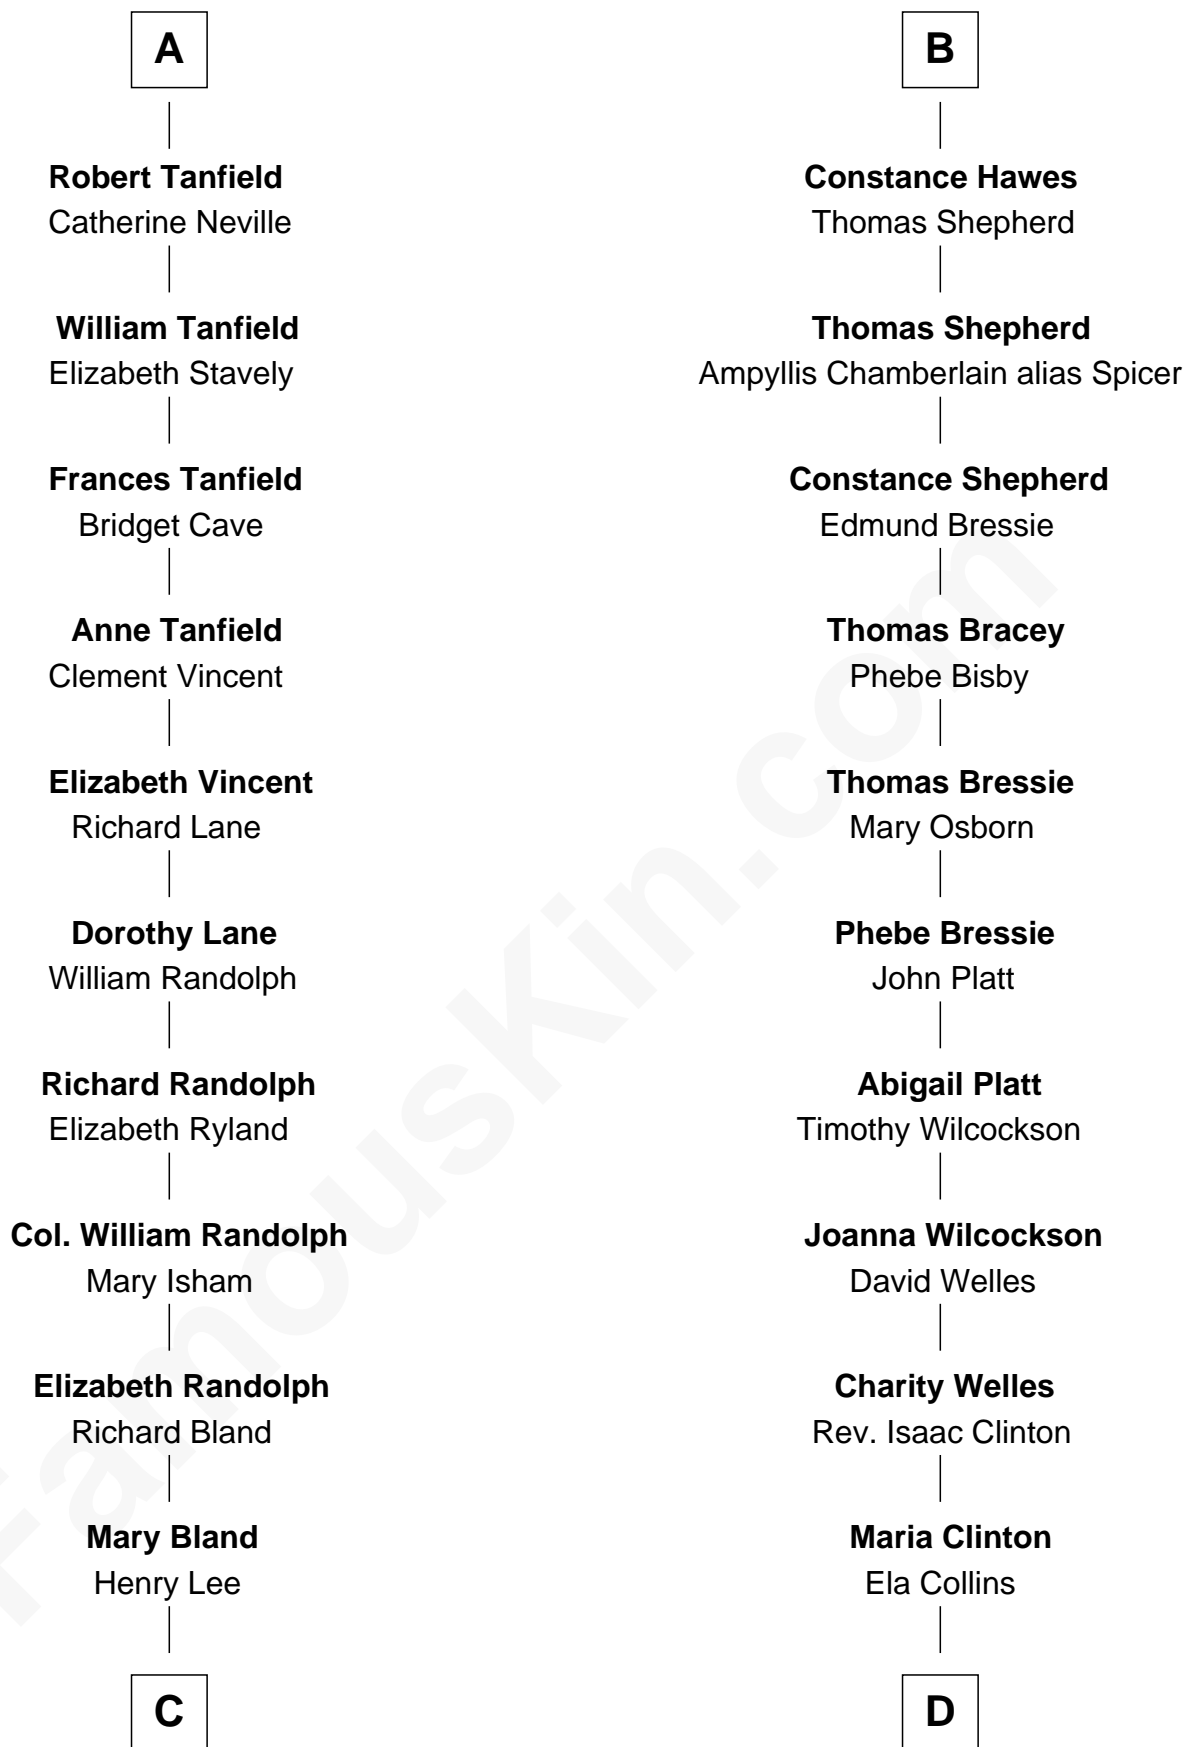 A
Robert Tanfield
Catherine Neville
William Tanfield
Elizabeth Stavely
Frances Tanfield
Bridget Cave
Anne Tanfield
Clement Vincent
Elizabeth Vincent
Richard Lane
Dorothy Lane
William Randolph
Richard Randolph
Elizabeth Ryland
Col. William Randolph
Mary Isham
Elizabeth Randolph
Richard Bland
Mary Bland
Henry Lee
C
B
Constance Hawes
Thomas Shepherd
Thomas Shepherd
Ampyllis Chamberlain alias Spicer
Constance Shepherd
Edmund Bressie
Thomas Bracey
Phebe Bisby
Thomas Bressie
Mary Osborn
Phebe Bressie
John Platt
Abigail Platt
Timothy Wilcockson
Joanna Wilcockson
David Welles
Charity Welles
Rev. Isaac Clinton
Maria Clinton
Ela Collins
D
FamousKin.com